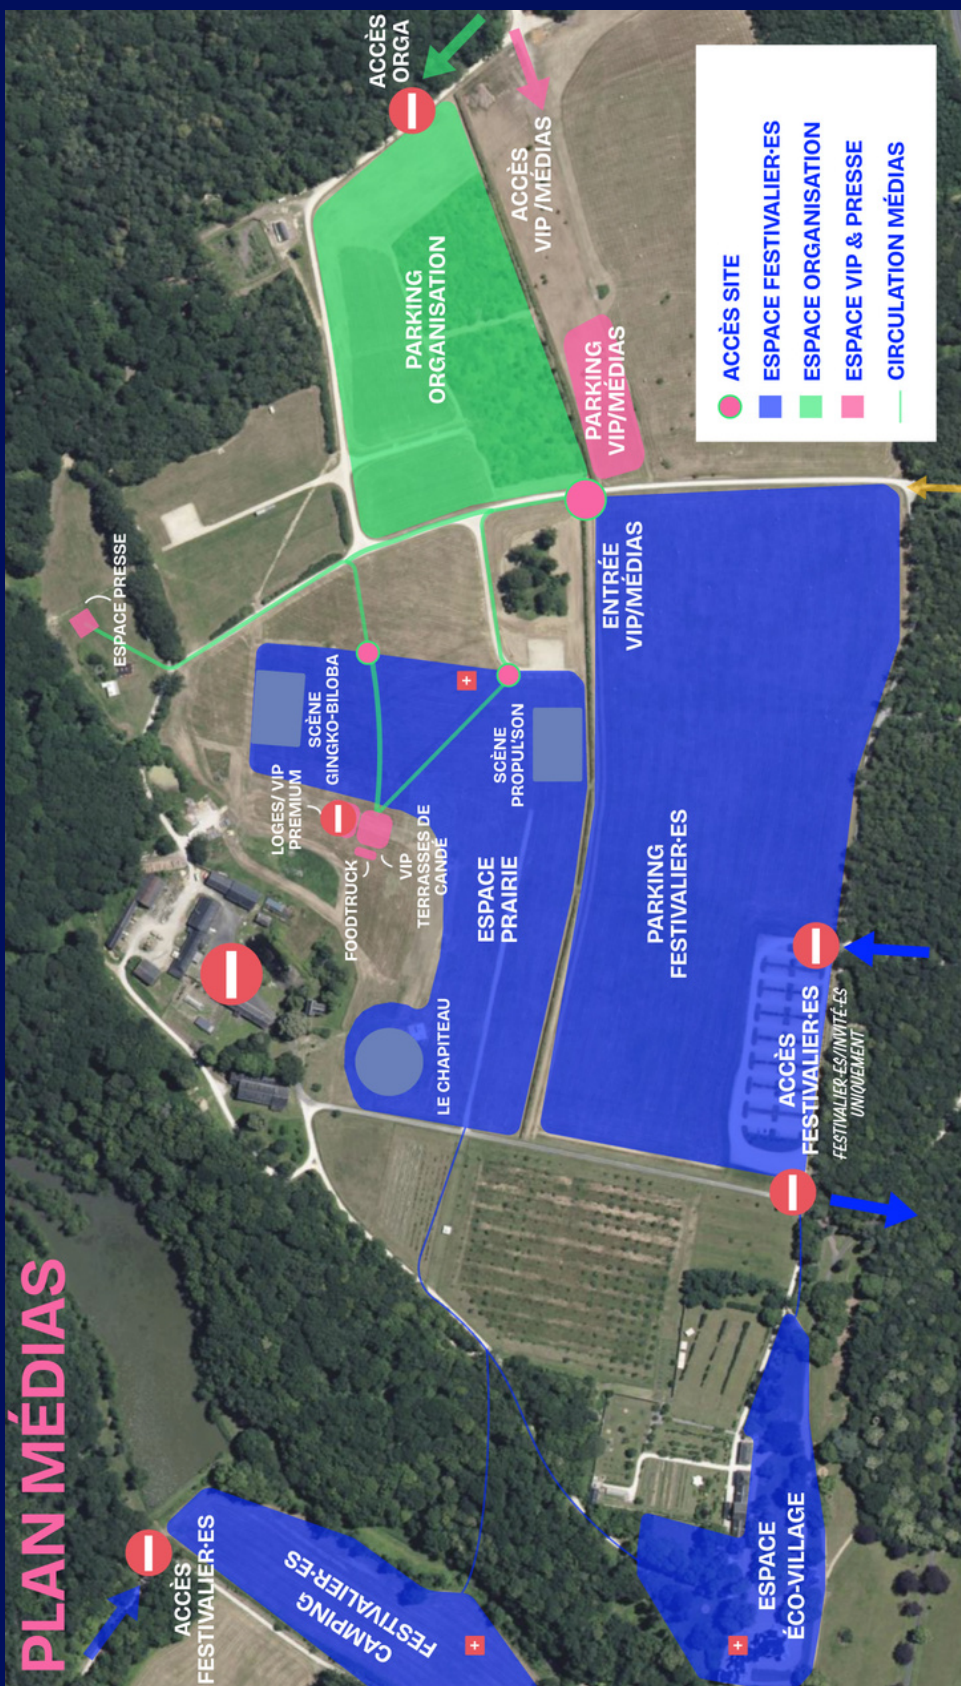 PLAN MÉDIAS
ACCÈS
FESTIVALIER·ES
CAMPING
FESTIVALIER·ES
ESPACE
ÉCO-VILLAGE
LE CHAPITEAU
FOODTRUCK
VIP
TERRASSES DE
CANDÉ
LOGES/VIP
PREMIUM
ESPACE
PRAIRIE
SCÈNE
GINGKO-BILOBA
SCÈNE
PROPUL'SON
ESPACE PRESSE
PARKING
FESTIVALIER·ES
ACCÈS
FESTIVALIER·ES
FESTIVALIER·ES/INVITÉ·ES
UNIQUEMENT
ENTRÉE
VIP/MÉDIAS
PARKING
ORGANISATION
PARKING
VIP/MÉDIAS
ACCÈS
ORGA
ACCÈS
VIP /MÉDIAS
ACCÈS SITE
ESPACE FESTIVALIER·ES
ESPACE ORGANISATION
ESPACE VIP & PRESSE
CIRCULATION MÉDIAS